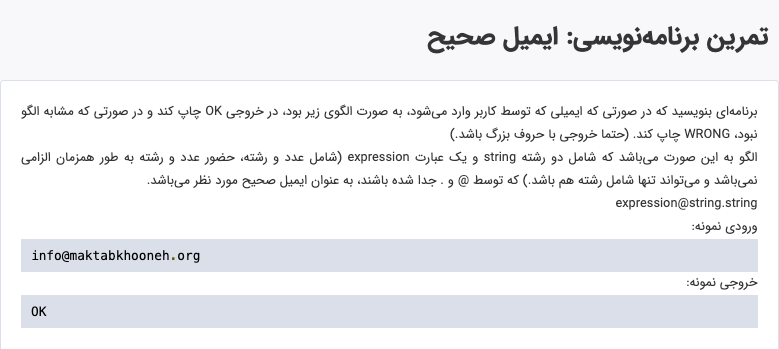 تمرین برنامه‌نویسی: ایمیل صحیح
برنامه‌ای بنویسید که در صورتی که ایمیلی که توسط کاربر وارد می‌شود، به صورت الگوی زیر بود، در خروجی OK چاپ کند و در صورتی که مشابه الگو
نبود، WRONG چاپ کند. (حتما خروجی با حروف بزرگ باشد.)
الگو به این صورت می‌باشد که شامل دو رشته string و یک عبارت expression (شامل عدد و رشته، حضور عدد و رشته به طور همزمان الزامی
نمی‌باشد و می‌تواند تنها شامل رشته هم باشد.) که توسط @ و . جدا شده باشند، به عنوان ایمیل صحیح مورد نظر می‌باشد.
expression@string.string
ورودی نمونه:
info@maktabkhooneh.org
خروجی نمونه:
OK